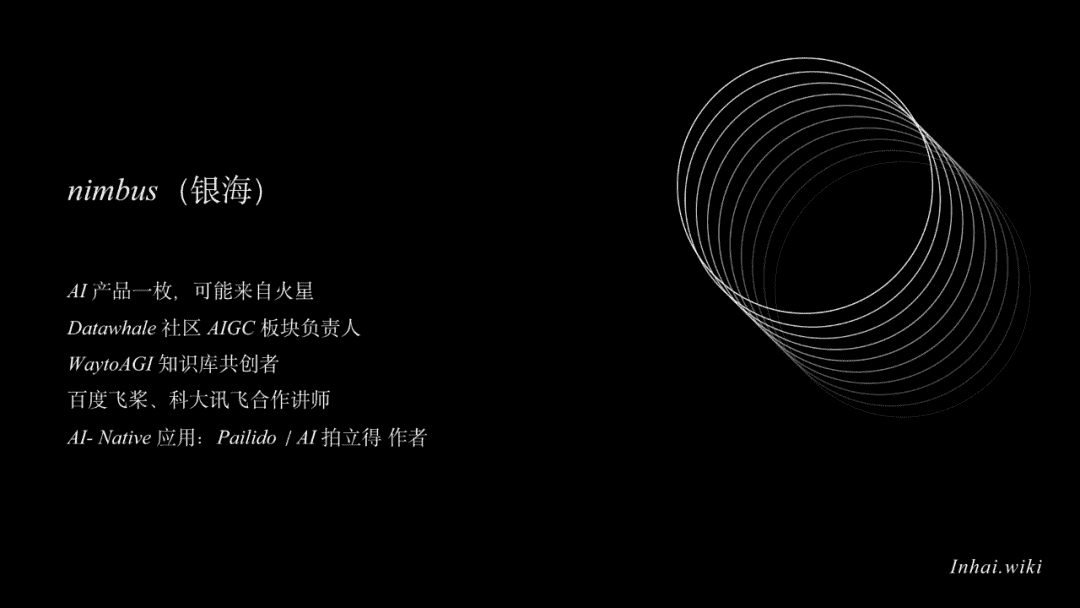 nimbus（银海）
AI 产品一枚，可能来自火星
Datawhale 社区 AIGC 板块负责人
WaytoAGI 知识库共创者
百度飞桨、科大讯飞合作讲师
AI- Native 应用：Pailido / AI 拍立得 作者
Inhai.wiki